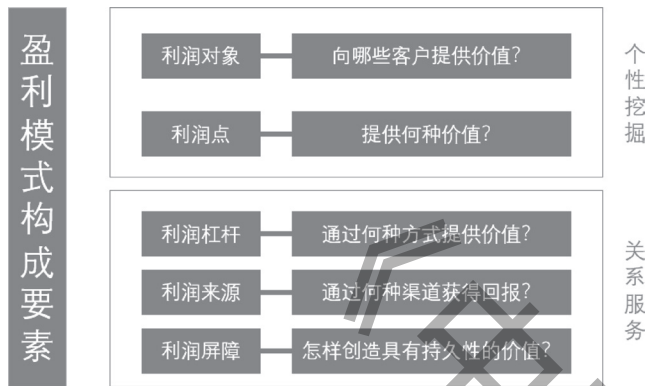 盈利模式构成要素
利润对象
向哪些客户提供价值？
利润点
提供何种价值？
个性挖掘
利润杠杆
通过何种方式提供价值？
利润来源
通过何种渠道获得回报？
利润屏障
怎样创造具有持久性的价值？
关系服务